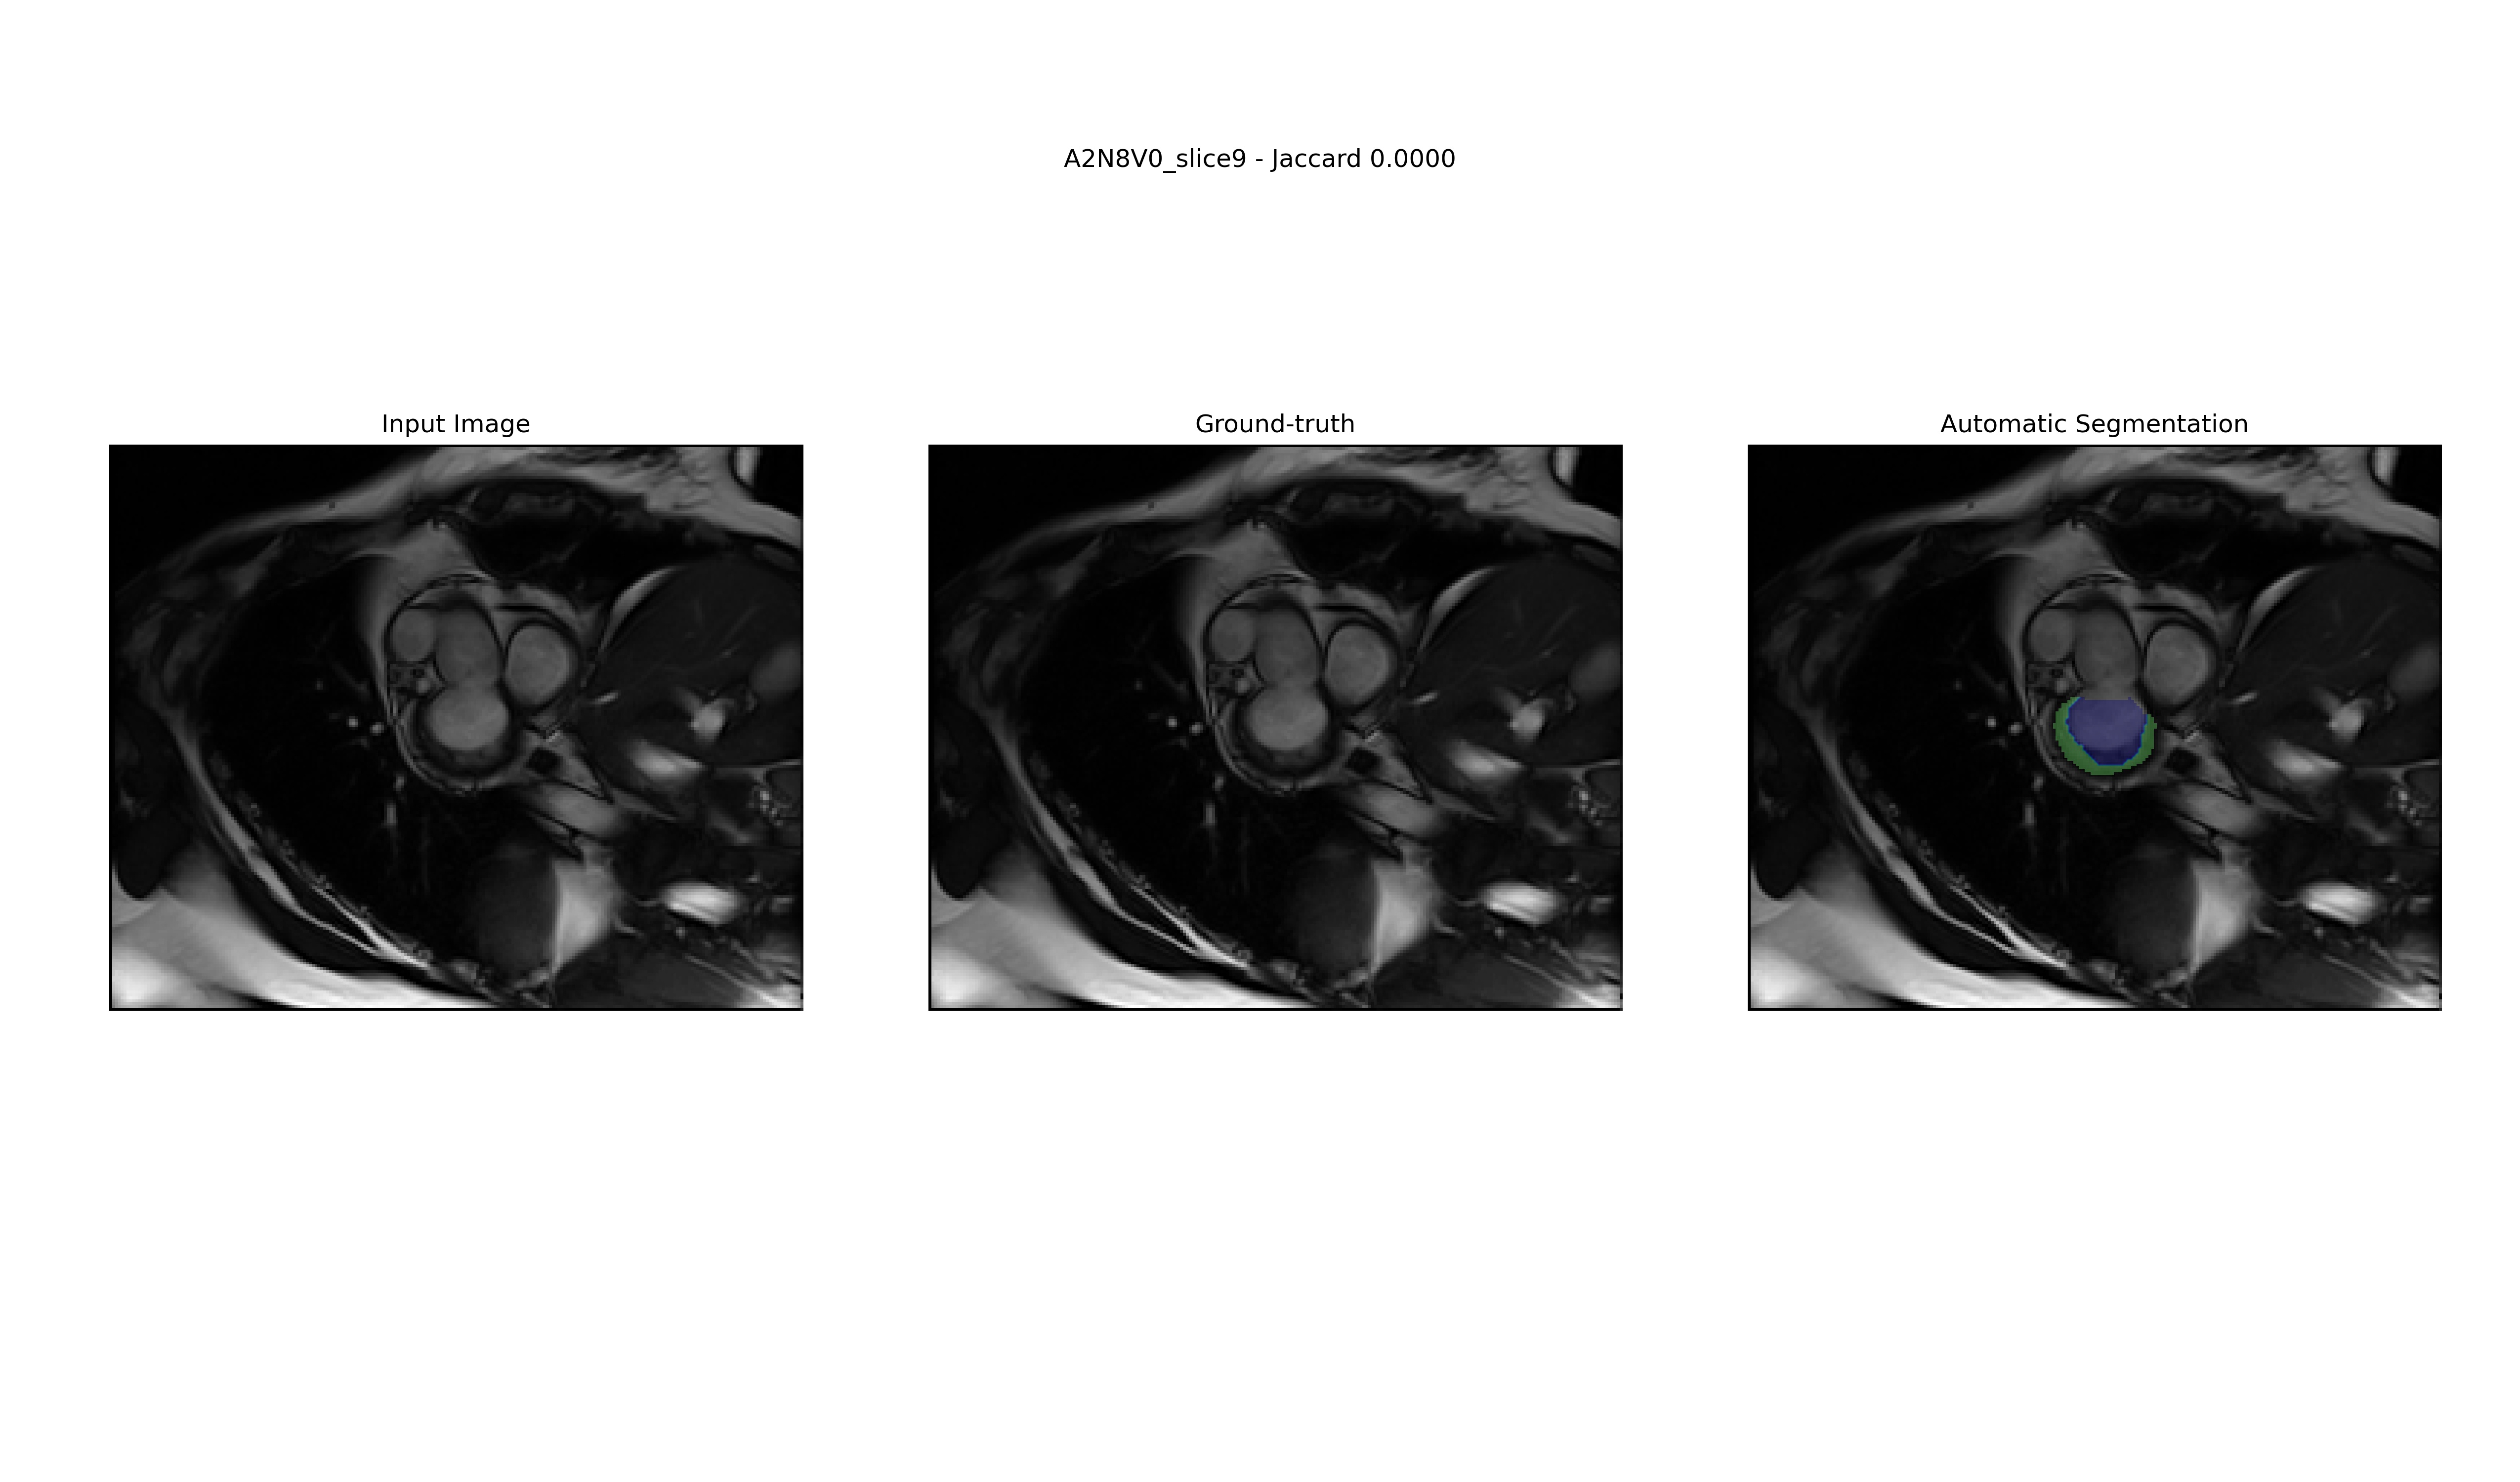 A2N8V0_slice9 - Jaccard 0.0000
Input Image
Ground-truth
Automatic Segmentation